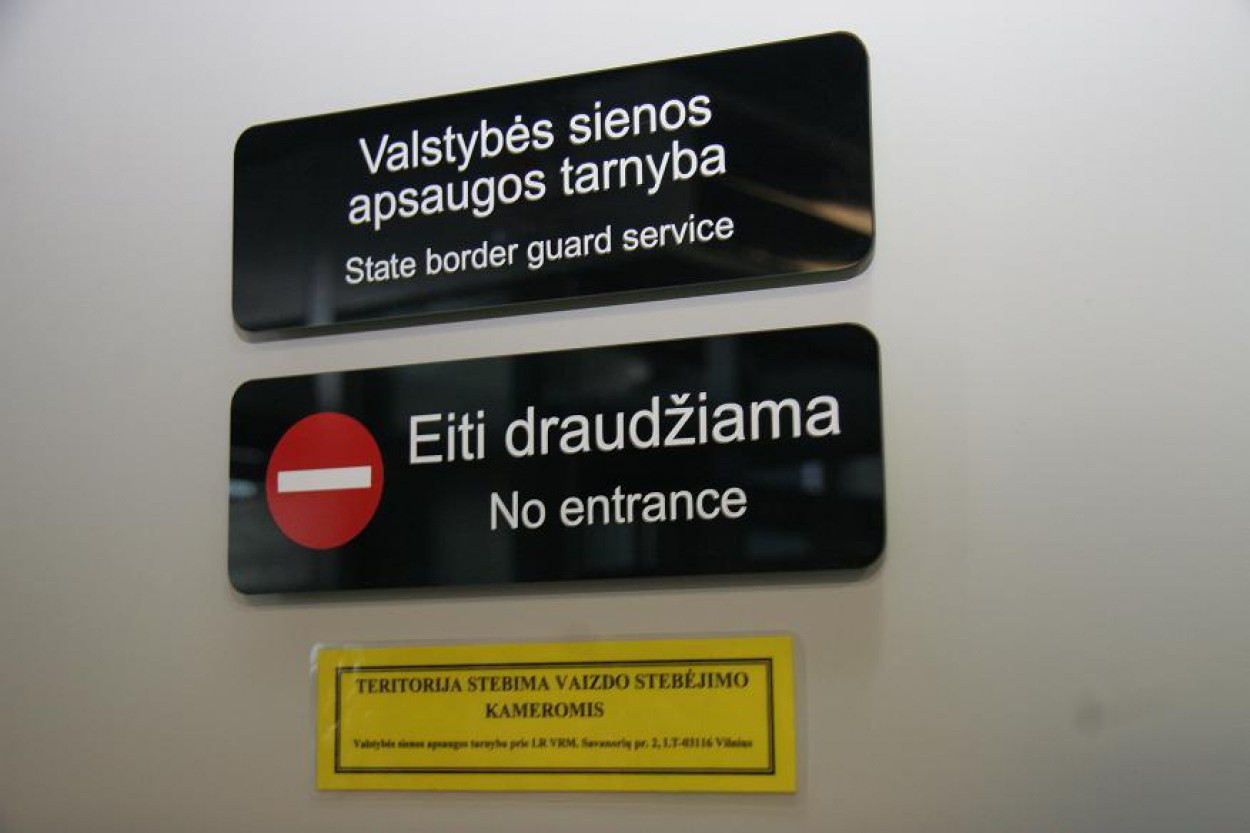 Valstybės sienos
apsaugos tarnyba
State border guard service
Eiti draudžiama
No entrance
TERITORIJA STEBIMA VAIZDO STEBĖJIMO
KAMEROMIS
Valstybės sienos apsaugos tarnyba prie LR VRM, Savanorių pr. 2, LT-03116 Vilnius